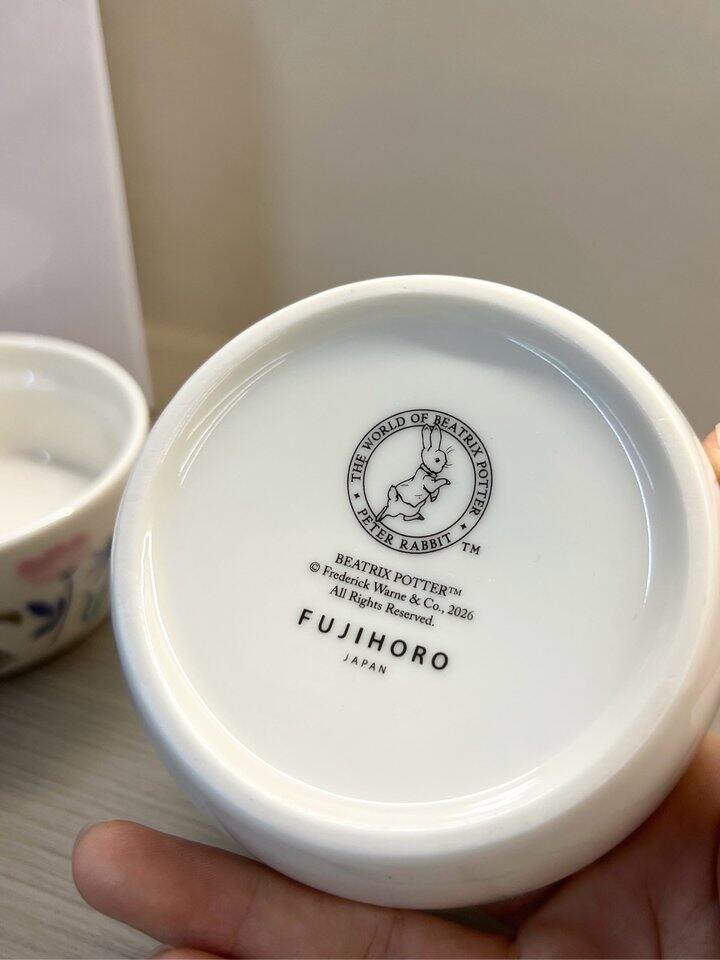 THE WORLD OF BEATRIX POTTER
PETER RABBIT
TM
BEATRIX POTTER™
© Frederick Warne & Co., 2026
All Rights Reserved.
FUJIHORO
JAPAN